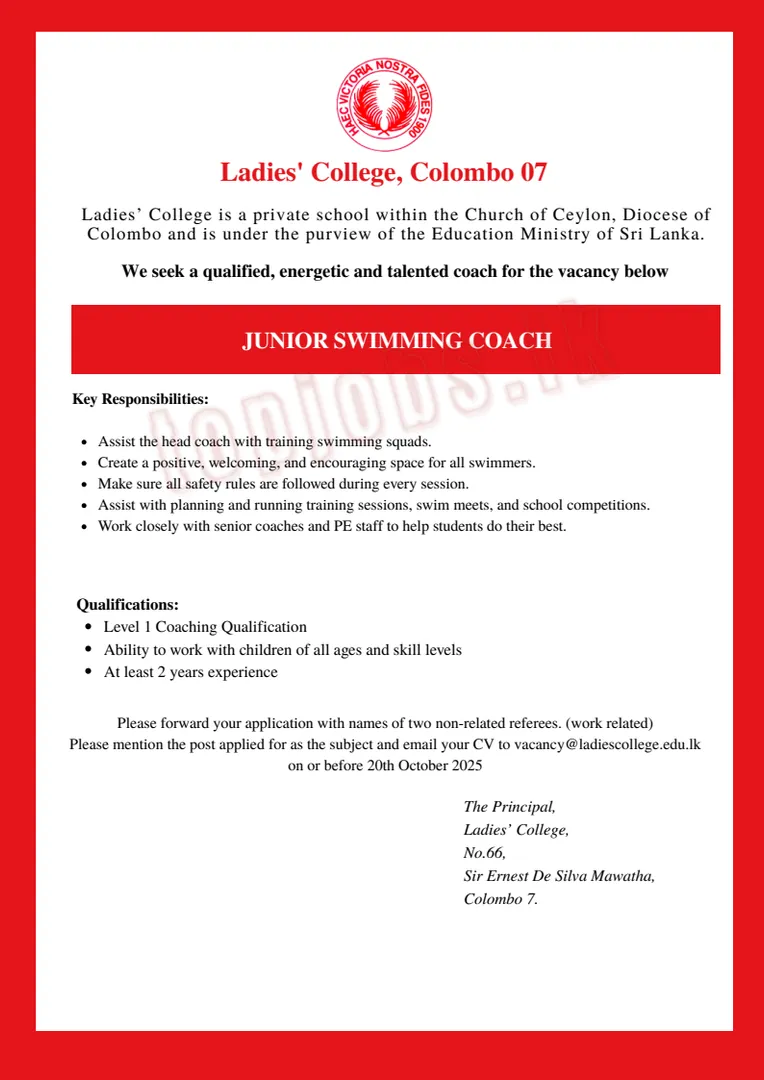 HAEC VICTORIA NOSTRA FIDES 1900
Ladies' College, Colombo 07
Ladies’ College is a private school within the Church of Ceylon, Diocese of
Colombo and is under the purview of the Education Ministry of Sri Lanka.
We seek a qualified, energetic and talented coach for the vacancy below
JUNIOR SWIMMING COACH
topjobs.lk
Key Responsibilities:
• Assist the head coach with training swimming squads.
• Create a positive, welcoming, and encouraging space for all swimmers.
• Make sure all safety rules are followed during every session.
• Assist with planning and running training sessions, swim meets, and school competitions.
• Work closely with senior coaches and PE staff to help students do their best.
Qualifications:
• Level 1 Coaching Qualification
• Ability to work with children of all ages and skill levels
• At least 2 years experience
Please forward your application with names of two non-related referees. (work related)
Please mention the post applied for as the subject and email your CV to vacancy@ladiescollege.edu.lk
on or before 20th October 2025
The Principal,
Ladies’ College,
No.66,
Sir Ernest De Silva Mawatha,
Colombo 7.